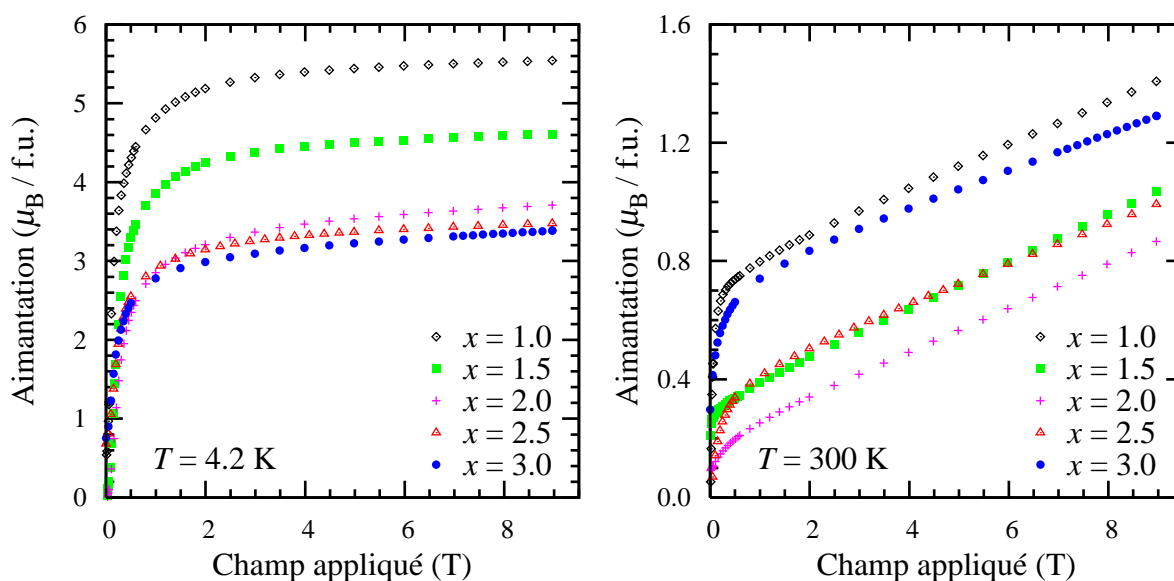 Aimantation (μB / f.u.)
6
5
4
3
2
1
0
x = 1.0
x = 1.5
x = 2.0
x = 2.5
x = 3.0
T = 4.2 K
0 2 4 6 8
Champ appliqué (T)
Aimantation (μB / f.u.)
1.6
1.2
0.8
0.4
0.0
x = 1.0
x = 1.5
x = 2.0
x = 2.5
x = 3.0
T = 300 K
0 2 4 6 8
Champ appliqué (T)